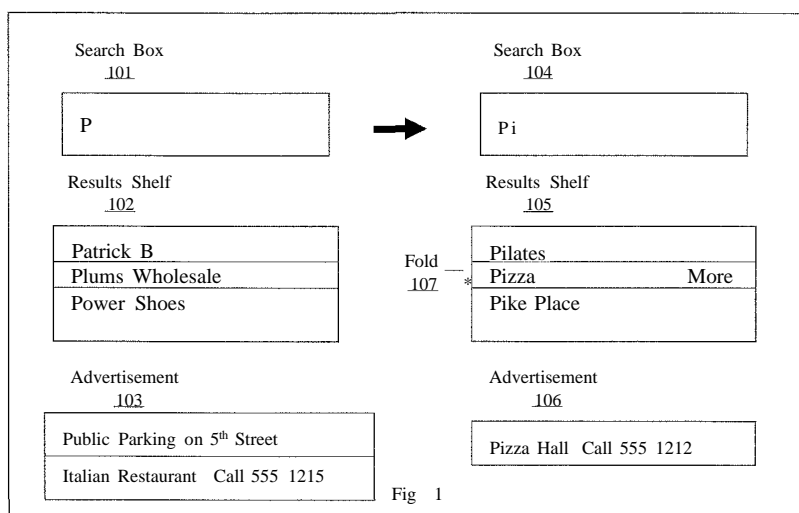 Search Box
101
P
Results Shelf
102
Patrick B
Plums Wholesale
Power Shoes
Advertisement
103
Public Parking on 5th Street
Italian Restaurant Call 555 1215
Search Box
104
Pi
Results Shelf
105
Fold
107
*
Pilates
Pizza More
Pike Place
Advertisement
106
Pizza Hall Call 555 1212
Fig 1